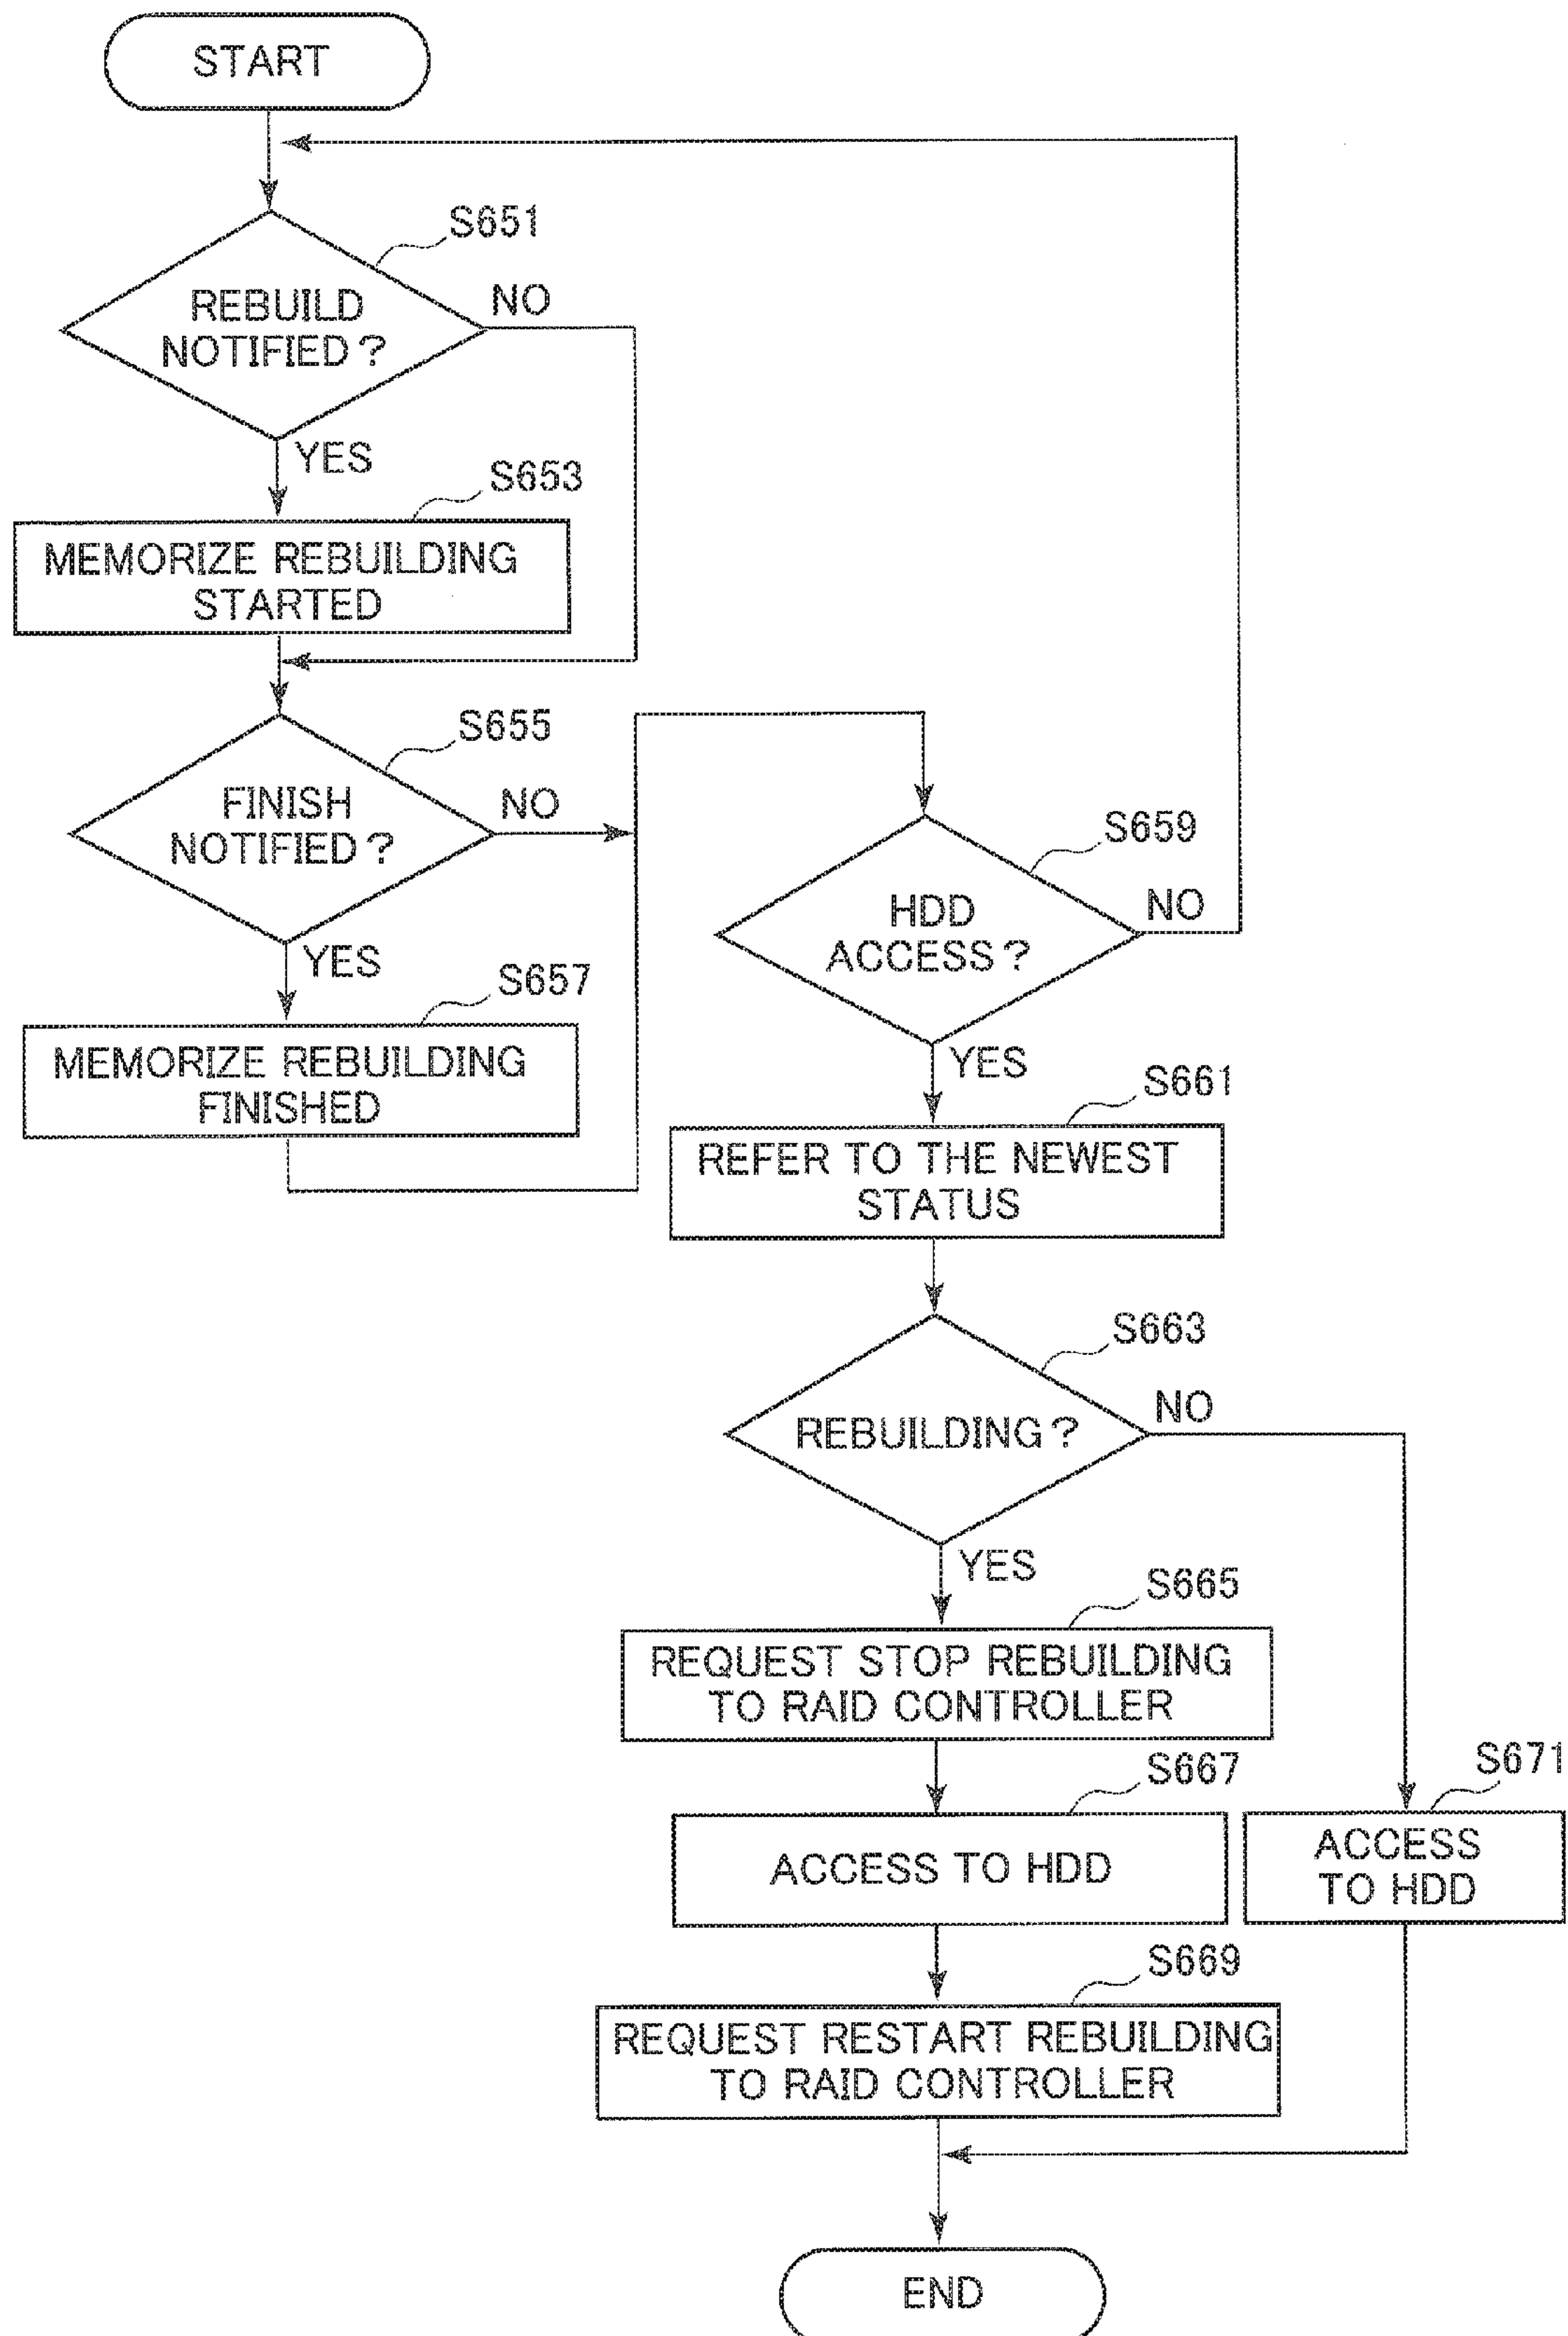 START
S651
REBUILD
NOTIFIED?
NO
YES
S653
MEMORIZE REBUILDING
STARTED
S655
FINISH
NOTIFIED?
NO
YES
S657
MEMORIZE REBUILDING
FINISHED
S659
HDD
ACCESS?
NO
YES
S661
REFER TO THE NEWEST
STATUS
S663
REBUILDING?
NO
YES
S665
REQUEST STOP REBUILDING
TO RAID CONTROLLER
S667
ACCESS TO HDD
S671
ACCESS
TO HDD
S669
REQUEST RESTART REBUILDING
TO RAID CONTROLLER
END